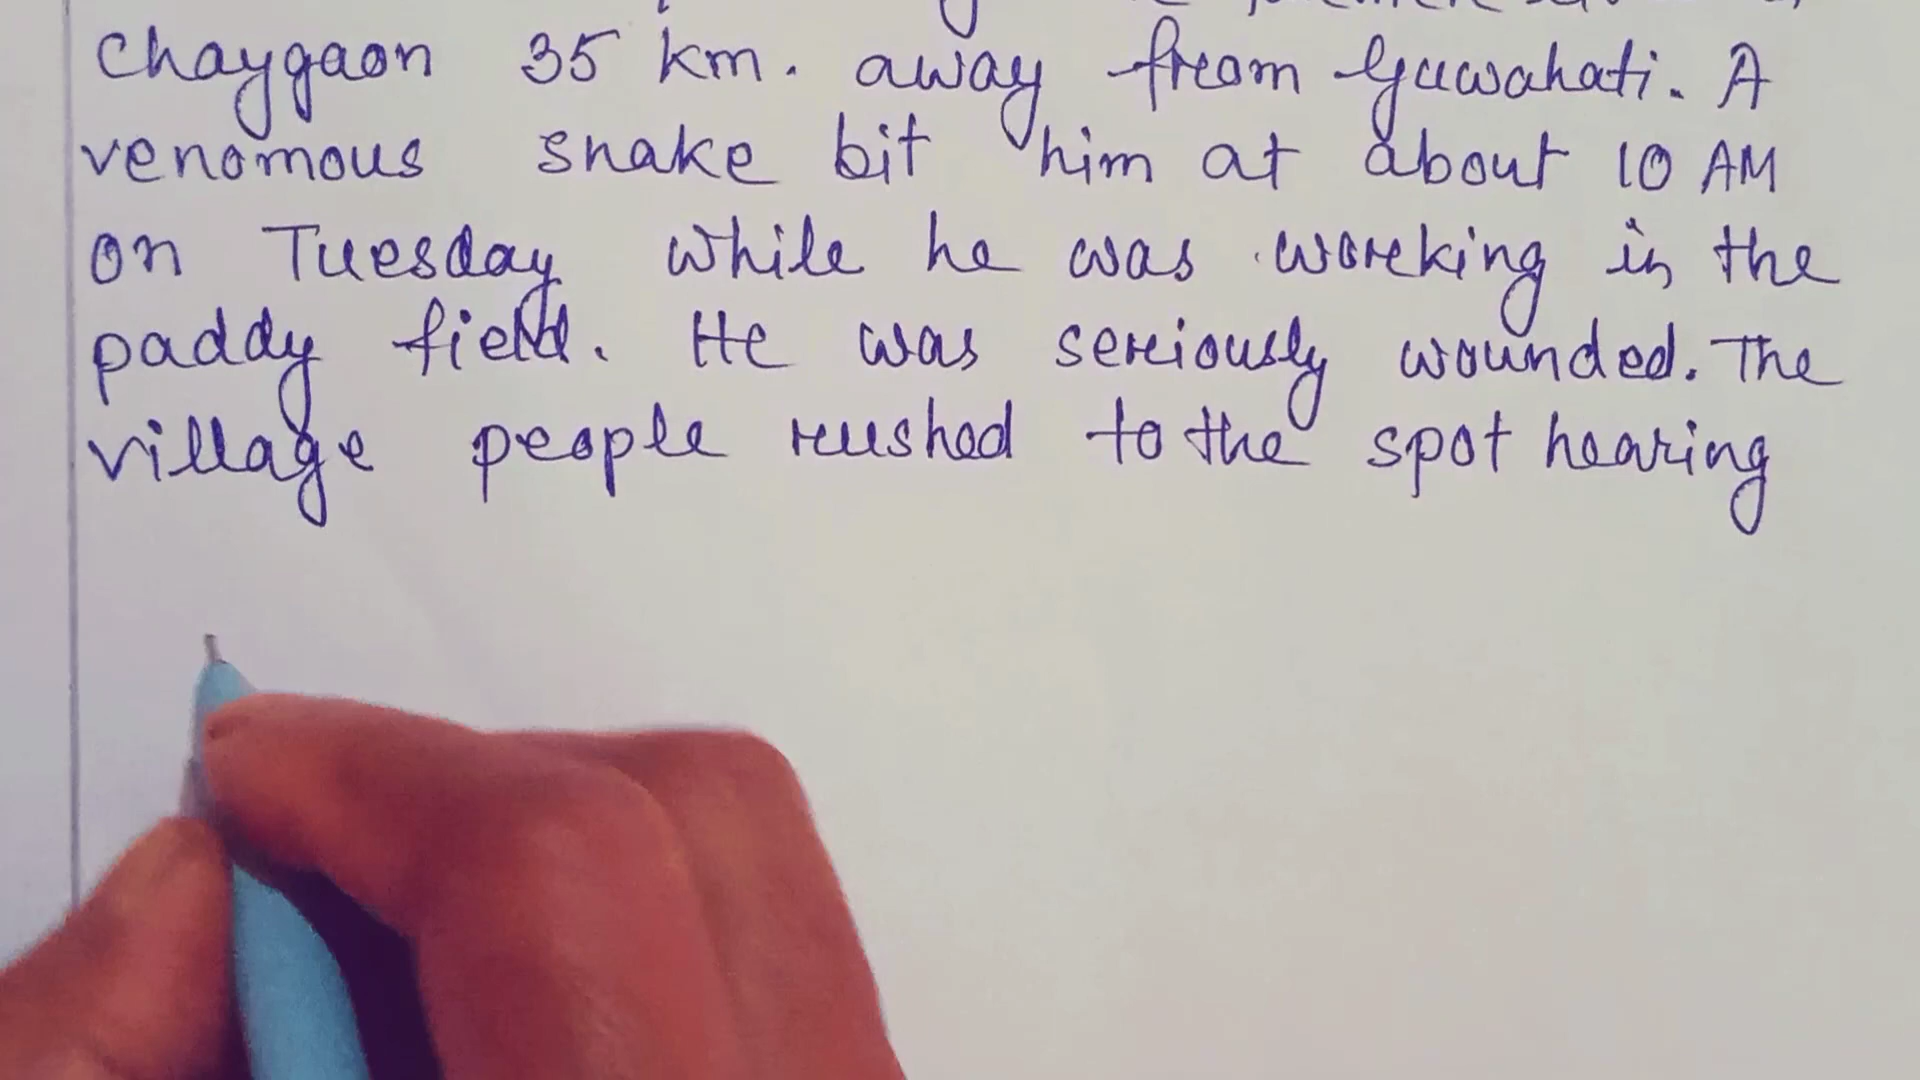 Chaygaon 35 km. away from Guwahati. A
venomous snake bit him at about 10 AM
on Tuesday while he was working in the
paddy field. He was seriously wounded. The
village people rushed to the spot hearing